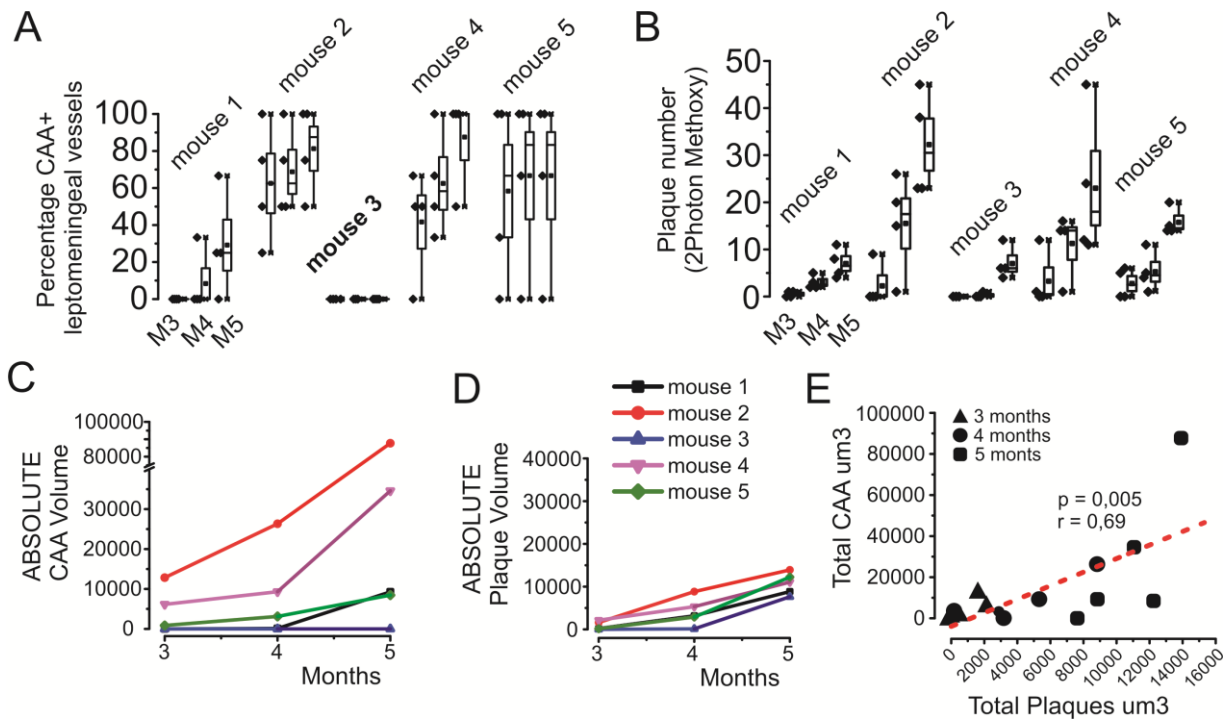 A
Percentage CAA+
leptomeningeal vessels
100
80
60
40
20
0
mouse 1
mouse 2
mouse 3
mouse 4
mouse 5
M3
M4
M5
B
Plaque number
(2Photon Methoxy)
50
40
30
20
10
0
mouse 1
mouse 2
mouse 3
mouse 4
mouse 5
M3
M4
M5
C
ABSOLUTE
CAA Volume
100000
80000
30000
20000
10000
0
3
4
5
Months
D
mouse 1
mouse 2
mouse 3
mouse 4
mouse 5
ABSOLUTE
Plaque Volume
40000
30000
20000
10000
0
3
4
5
Months
E
3 months
4 months
5 monts
p = 0,005
r = 0,69
Total CAA um3
100000
80000
60000
40000
20000
0
0
2000
4000
6000
8000
10000
12000
14000
16000
Total Plaques um3